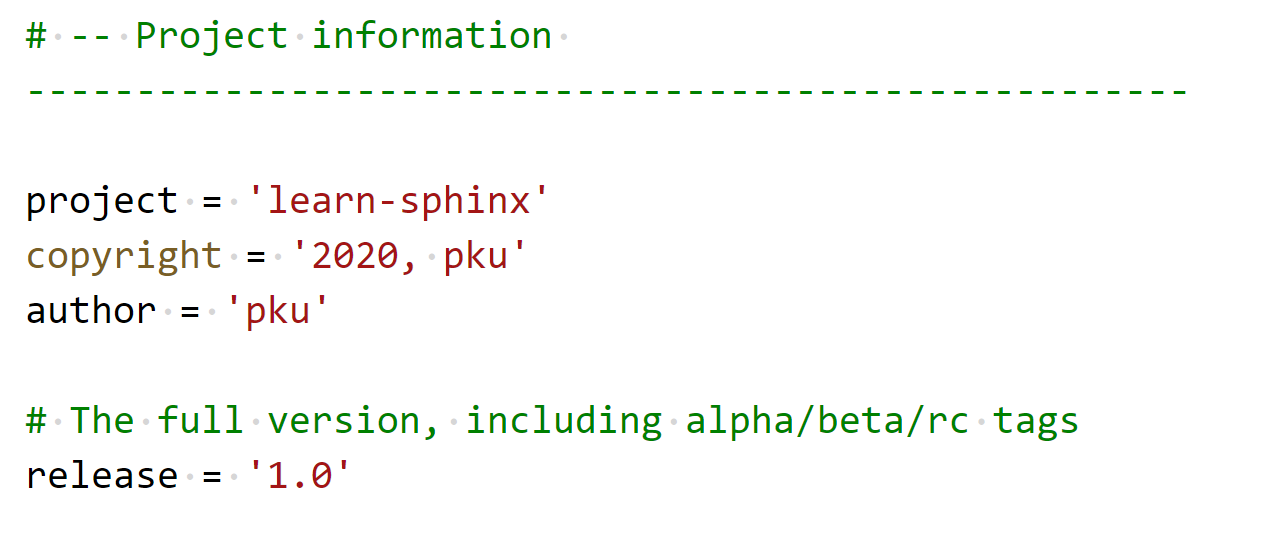 # -- Project information 
-----------------------------------------------------
project = 'learn-sphinx'
copyright = '2020, pku'
author = 'pku'
# The full version, including alpha/beta/rc tags
release = '1.0'